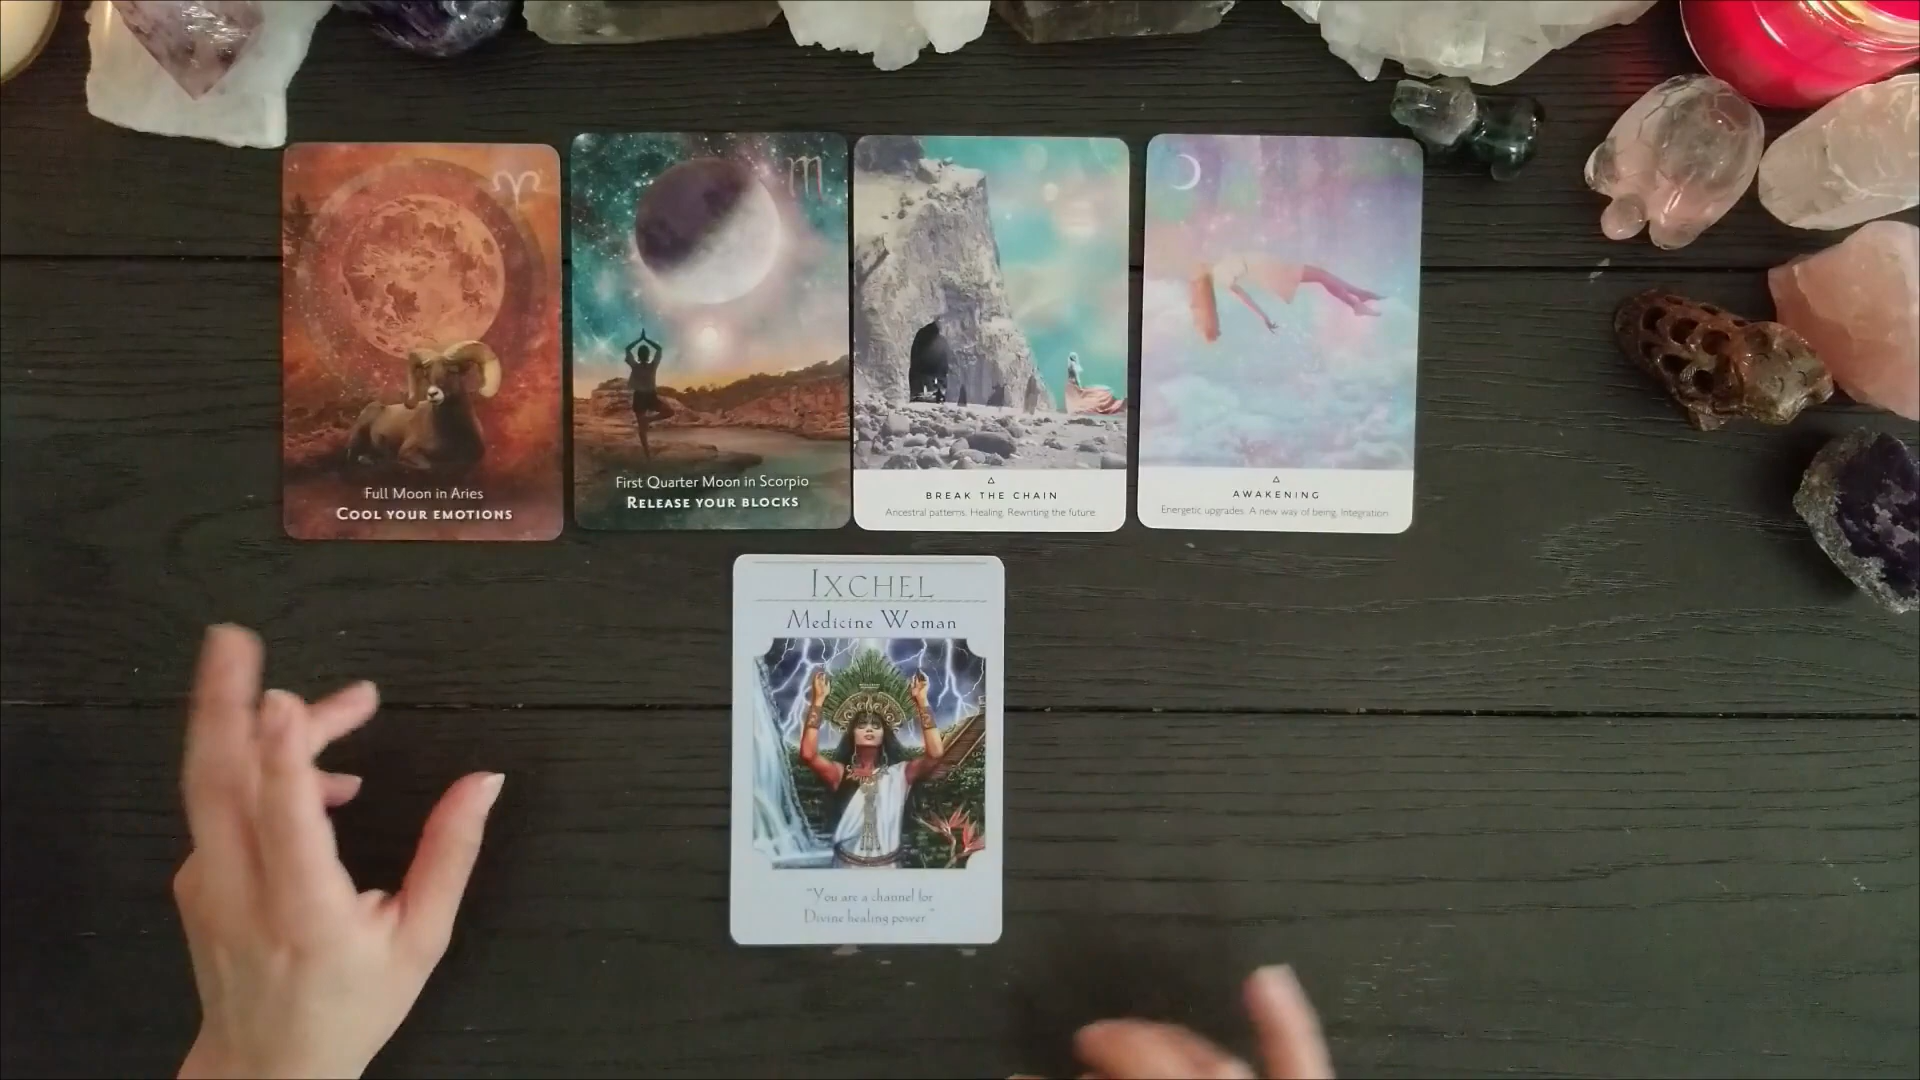 Full Moon in Aries
COOL YOUR EMOTIONS
First Quarter Moon in Scorpio
RELEASE YOUR BLOCKS
BREAK THE CHAIN
Ancestral patterns. Healing. Rewriting the future
AWAKENING
Energetic upgrades. A new way of being. Integration
IXCHEL
Medicine Woman
"You are a channel for
Divine healing power"